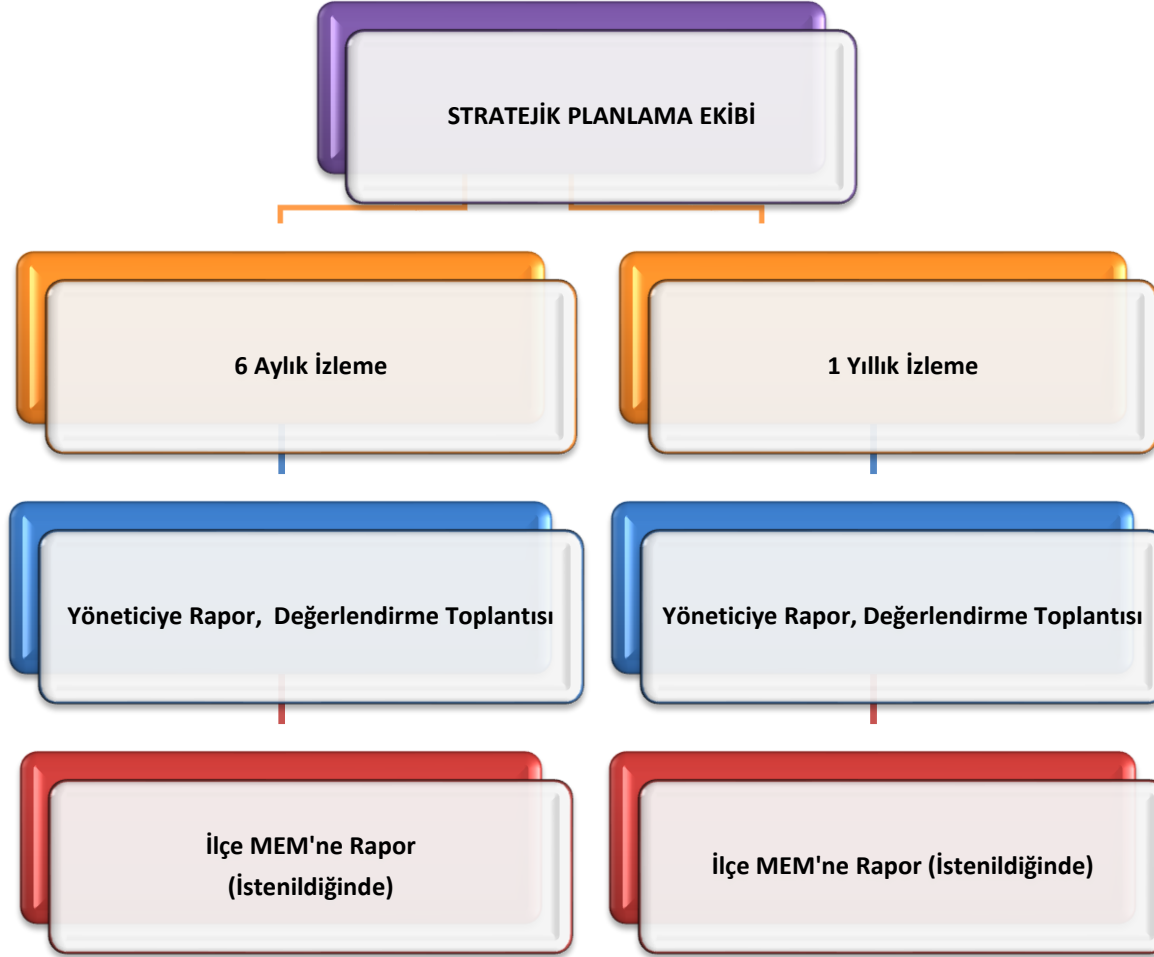 STRATEJİK PLANLAMA EKİBİ
6 Aylık İzleme
1 Yıllık İzleme
Yöneticiye Rapor,  Değerlendirme Toplantısı
Yöneticiye Rapor, Değerlendirme Toplantısı
İlçe MEM'ne Rapor
(İstenildiğinde)
İlçe MEM'ne Rapor (İstenildiğinde)